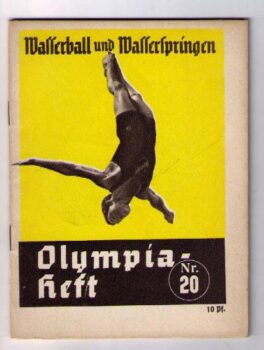 Wasserball und Wasserspringen
Olympia-
Heft
Nr.
20
10 Pf.